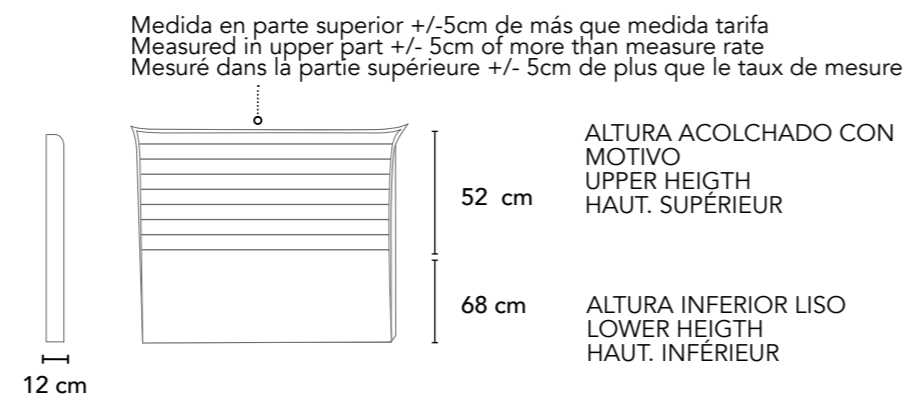 Medida en parte superior +/-5cm de más que medida tarifa
Measured in upper part +/- 5cm of more than measure rate
Mesuré dans la partie supérieure +/- 5cm de plus que le taux de mesure
52 cm
ALTURA ACOLCHADO CON
MOTIVO
UPPER HEIGTH
HAUT. SUPÉRIEUR
68 cm
ALTURA INFERIOR LISO
LOWER HEIGTH
HAUT. INFÉRIEUR
12 cm